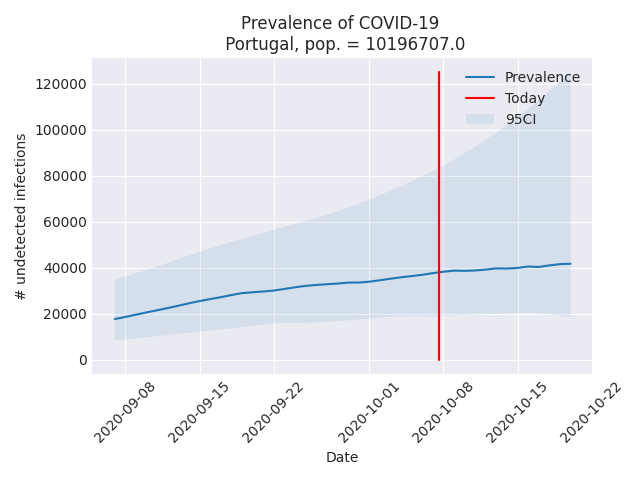 Prevalence of COVID-19
Portugal, pop. = 10196707.0
Prevalence
Today
95CI
120000
100000
80000
60000
40000
20000
0
# undetected infections
2020-09-08
2020-09-15
2020-09-22
2020-10-01
2020-10-08
2020-10-15
2020-10-22
Date